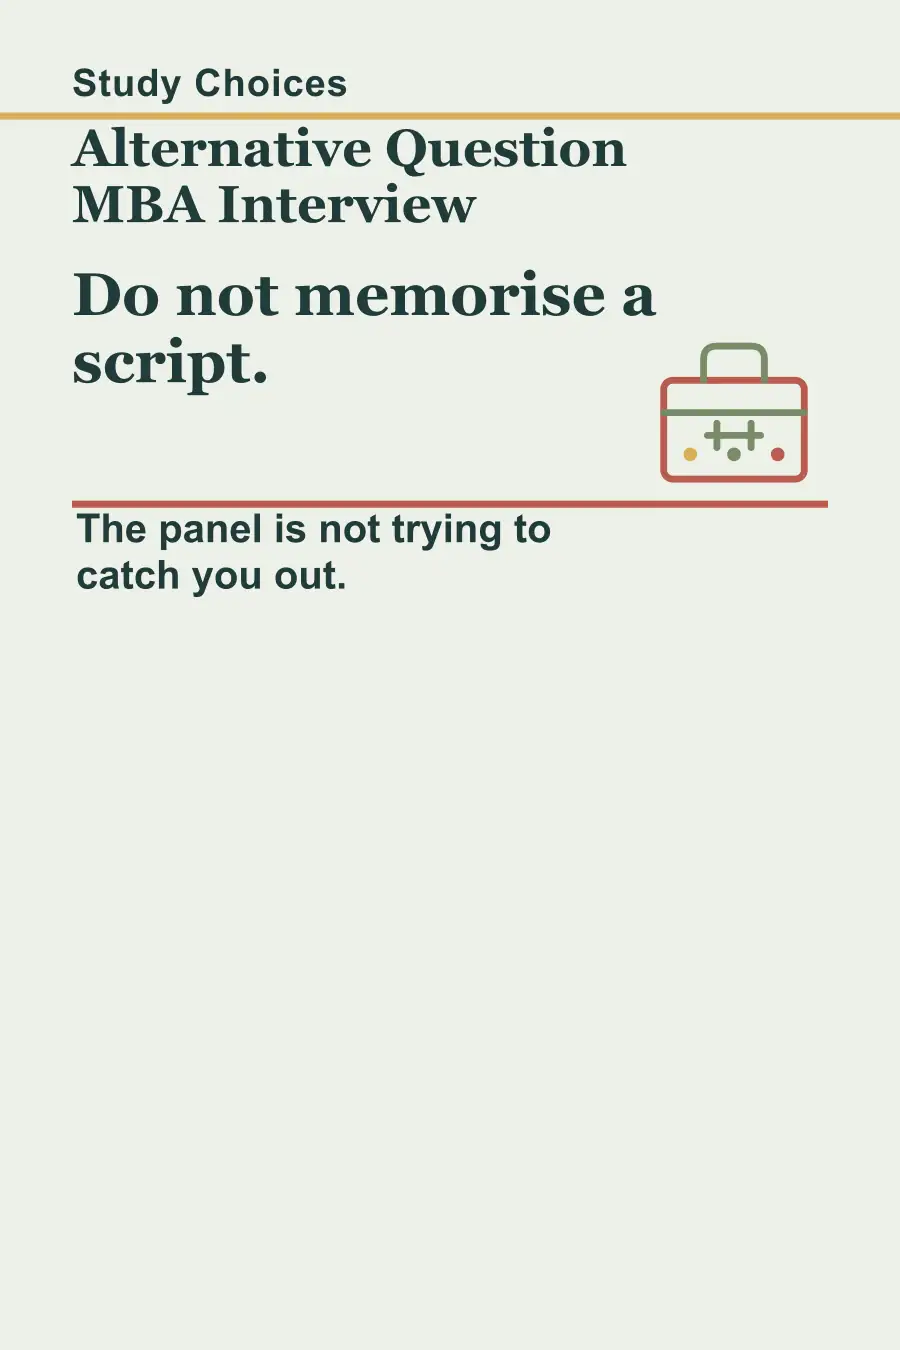 Study Choices
Alternative Question
MBA Interview
Do not memorise a
script.
The panel is not trying to
catch you out.